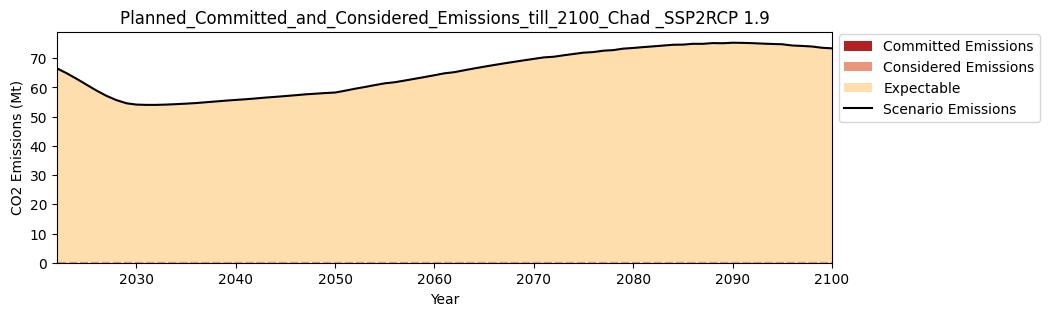 Planned_Committed_and_Considered_Emissions_till_2100_Chad _SSP2RCP 1.9
CO2 Emissions (Mt)
70
60
50
40
30
20
10
0
2030 2040 2050 2060 2070 2080 2090 2100
Year
Committed Emissions
Considered Emissions
Expectable
Scenario Emissions